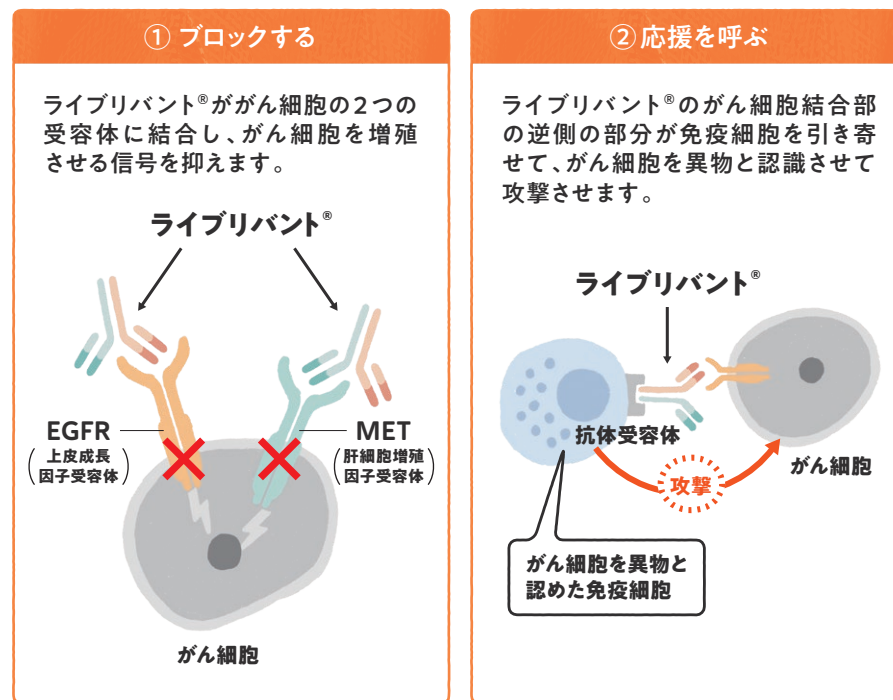 ① ブロックする
ライブリバント®ががん細胞の2つの
受容体に結合し、がん細胞を増殖
させる信号を抑えます。
ライブリバント®
EGFR
(上皮成長
因子受容体)
MET
(肝細胞増殖
因子受容体)
がん細胞
② 応援を呼ぶ
ライブリバント®のがん細胞結合部
の逆側の部分が免疫細胞を引き寄
せて、がん細胞を異物と認識させて
攻撃させます。
ライブリバント®
抗体受容体
がん細胞
攻撃
がん細胞を異物と
認めた免疫細胞